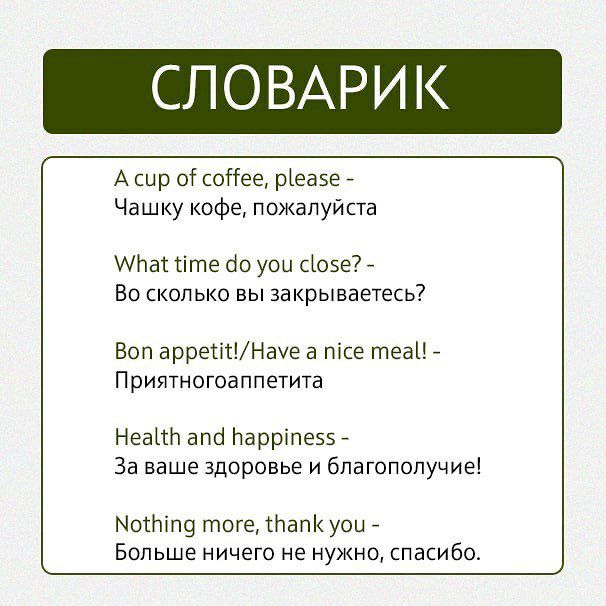 СЛОВАРИК
A cup of coffee, please -
Чашку кофе, пожалуйста
What time do you close? -
Во сколько вы закрываетесь?
Bon appetit!/Have a nice meal! -
Приятногоаппетита
Health and happiness -
За ваше здоровье и благополучие!
Nothing more, thank you -
Больше ничего не нужно, спасибо.